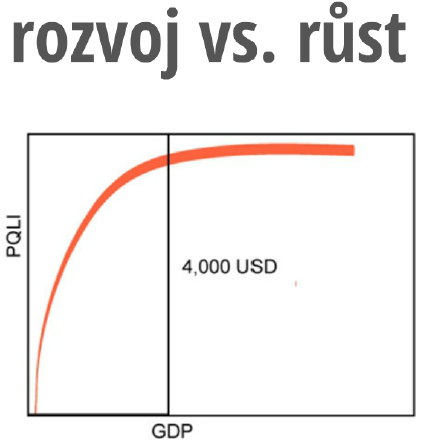 rozvoj vs. růst
PQLI
4,000 USD
GDP